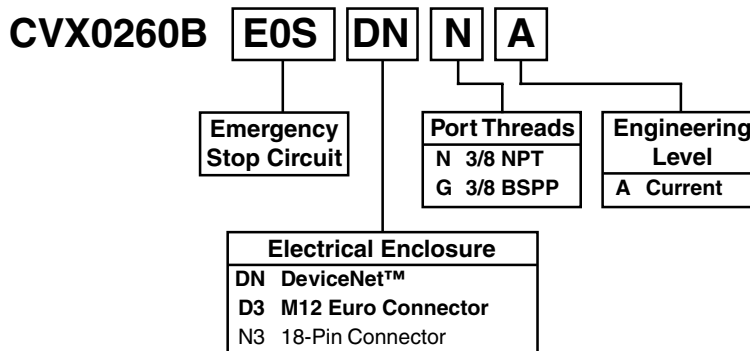 CVX0260B E0S DN N A
Emergency
Stop Circuit
Port Threads
N 3/8 NPT
G 3/8 BSPP
Engineering
Level
A Current
Electrical Enclosure
DN DeviceNet™
D3 M12 Euro Connector
N3 18-Pin Connector